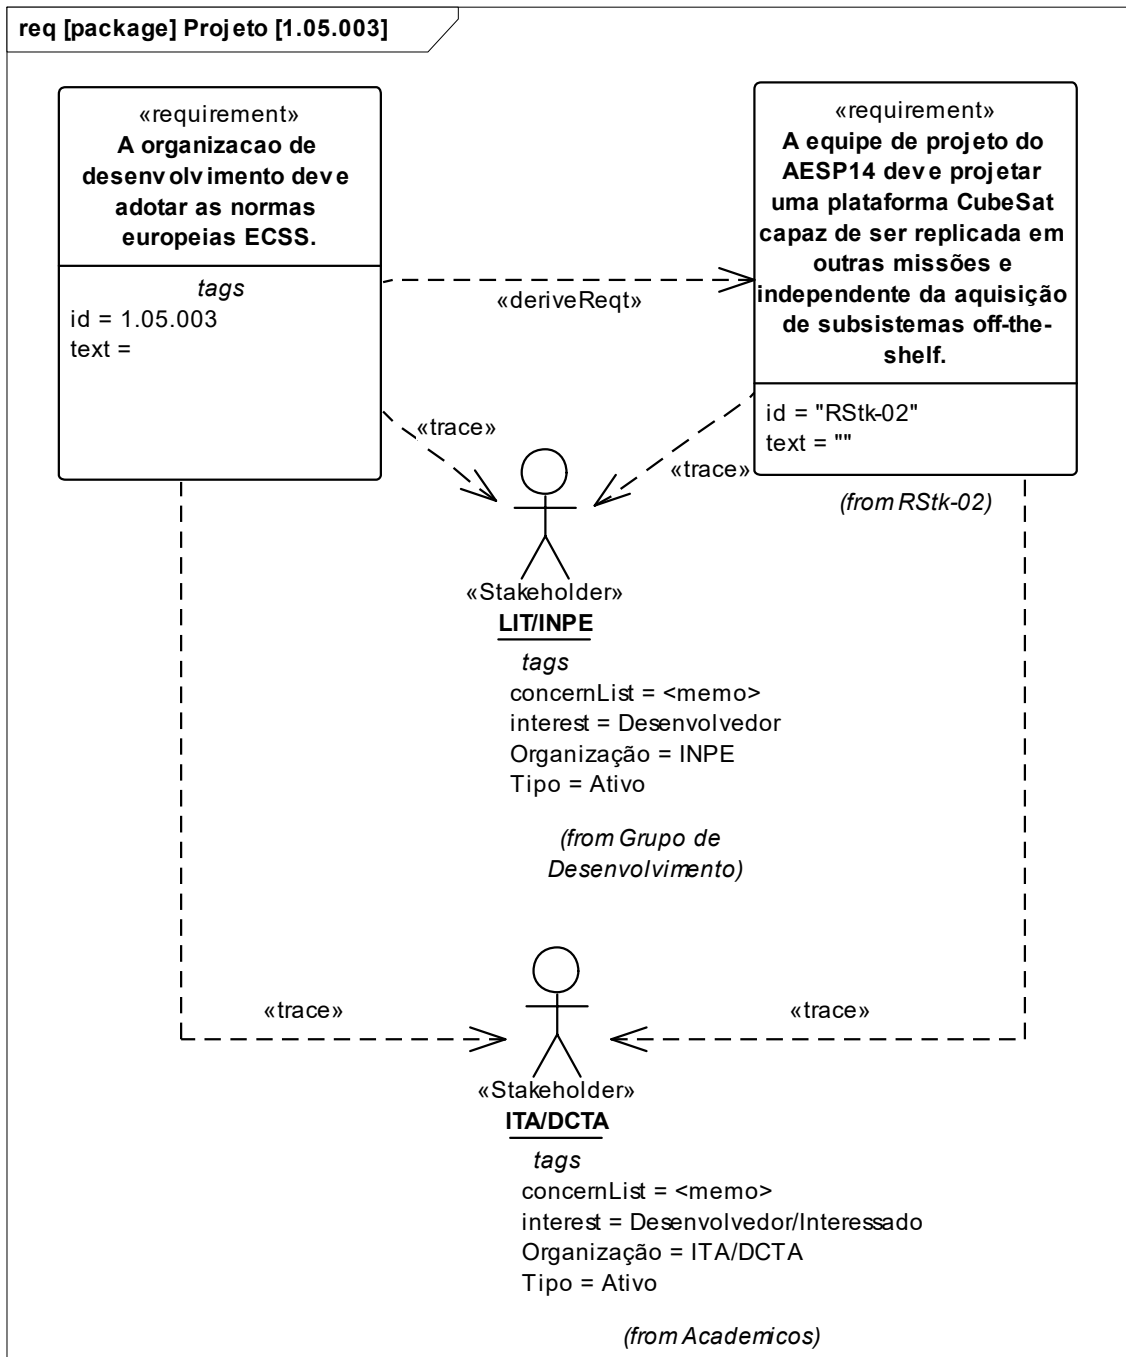 req [package] Projeto [1.05.003]
«requirement»
A organizacao de
desenvolvimento deve
adotar as normas
europeias ECSS.
tags
id = 1.05.003
text =
«requirement»
A equipe de projeto do
AESP14 deve projetar
uma plataforma CubeSat
capaz de ser replicada em
outras missões e
independente da aquisição
de subsistemas off-the-
shelf.
id = "RStk-02"
text = ""
(from RStk-02)
«deriveReqt»
«trace»
«trace»
«Stakeholder»
LIT/INPE
tags
concernList = <memo>
interest = Desenvolvedor
Organização = INPE
Tipo = Ativo
(from Grupo de
Desenvolvimento)
«trace»
«trace»
«Stakeholder»
ITA/DCTA
tags
concernList = <memo>
interest = Desenvolvedor/Interessado
Organização = ITA/DCTA
Tipo = Ativo
(from Academicos)